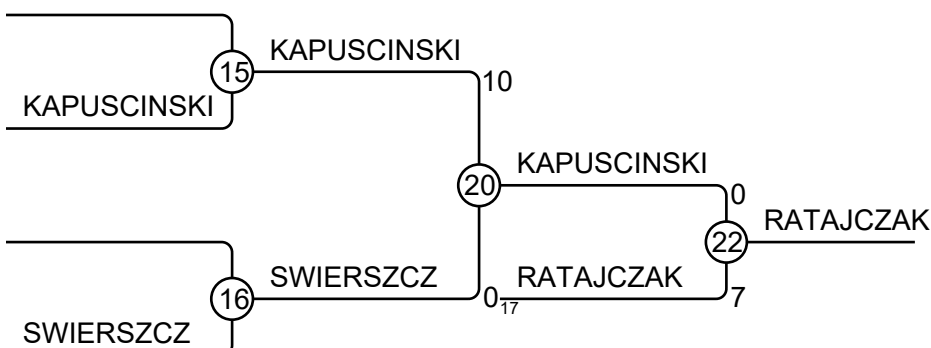 KAPUSCINSKI
15
10
KAPUSCINSKI
KAPUSCINSKI
20
0
RATAJCZAK
22
SWIERSZCZ
RATAJCZAK
16
0
17
7
SWIERSZCZ